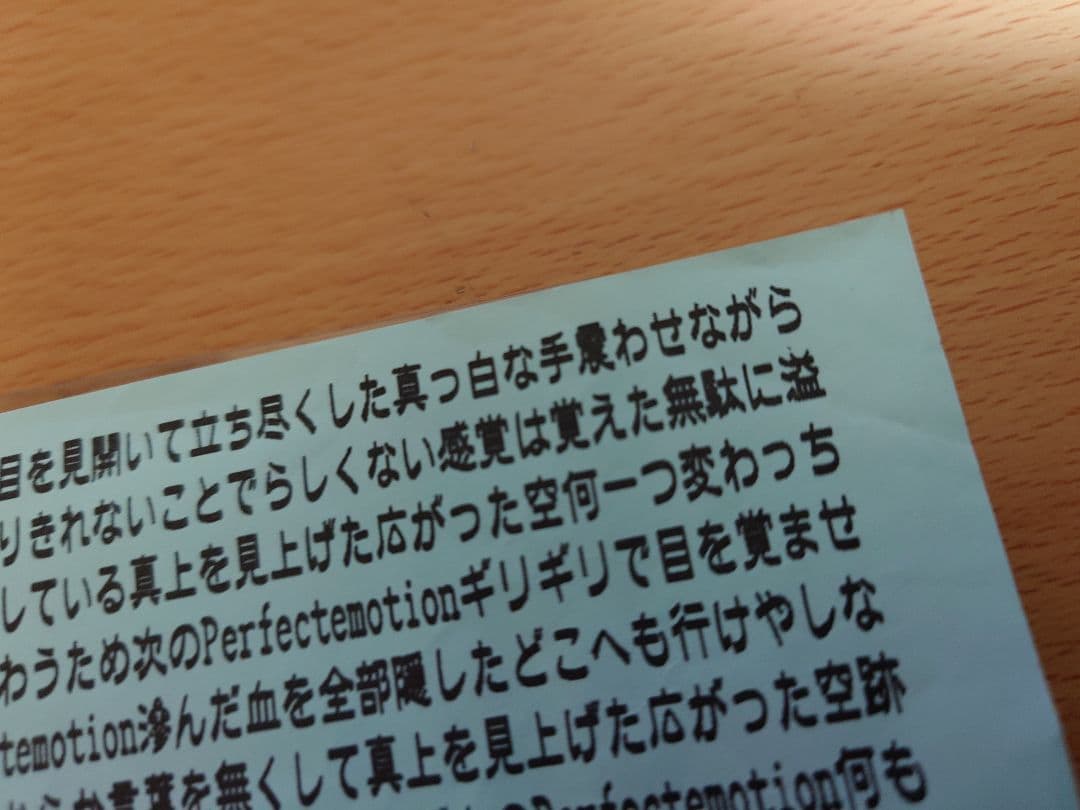 目を見開いて立ち尽くした真っ白な手震わせながら
りきれないことでらしくない感覚は覚えた無駄に溢
している真上を見上げた広がった空何一つ変わっち
わうため次のPerfectemotionギリギリで目を覚ませ
temotion滲んだ血を全部隠したどこへも行けやしな
言葉を無くして真上を見上げた広がった空跡
Perfectemotion何も